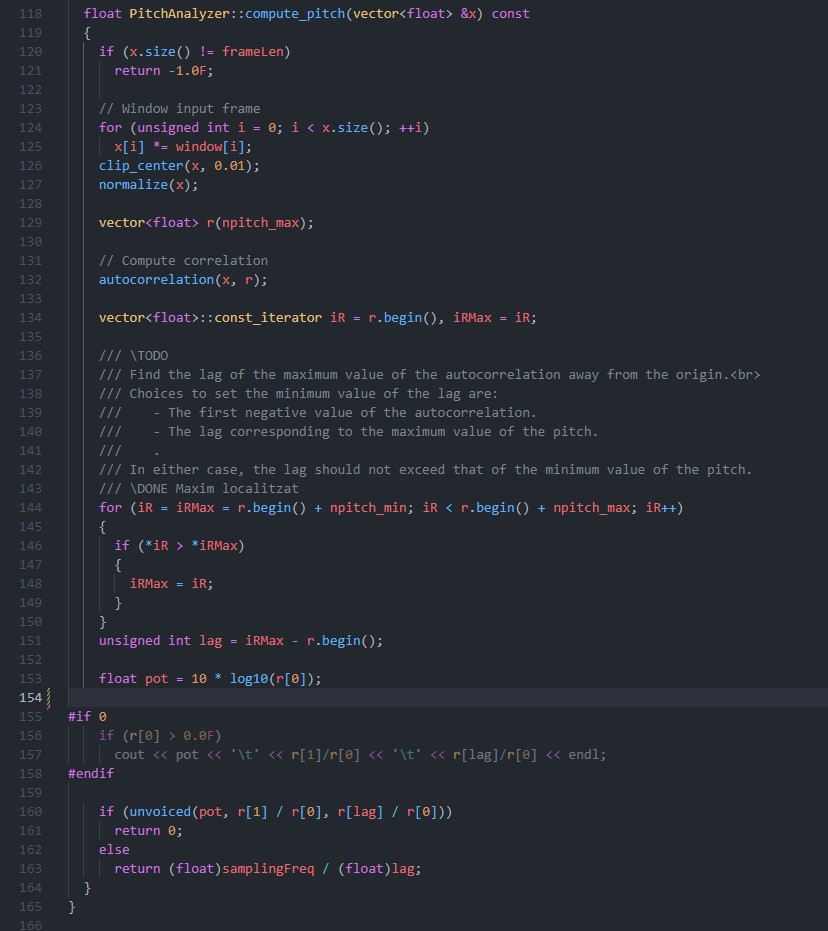 118 float PitchAnalyzer::compute_pitch(vector<float> &x) const
119 {
120 if (x.size() != frameLen)
121 return -1.0F;
122
123 // Window input frame
124 for (unsigned int i = 0; i < x.size(); ++i)
125 x[i] *= window[i];
126 clip_center(x, 0.01);
127 normalize(x);
128
129 vector<float> r(npitch_max);
130
131 // Compute correlation
132 autocorrelation(x, r);
133
134 vector<float>::const_iterator iR = r.begin(), iRMax = iR;
135
136 /// \TODO
137 /// Find the lag of the maximum value of the autocorrelation away from the origin.<br>
138 /// Choices to set the minimum value of the lag are:
139 ///    - The first negative value of the autocorrelation.
140 ///    - The lag corresponding to the maximum value of the pitch.
141 ///    .
142 /// In either case, the lag should not exceed that of the minimum value of the pitch.
143 /// \DONE Maxim localitzat
144 for (iR = iRMax = r.begin() + npitch_min; iR < r.begin() + npitch_max; iR++)
145 {
146 if (*iR > *iRMax)
147 {
148 iRMax = iR;
149 }
150 }
151 unsigned int lag = iRMax - r.begin();
152
153 float pot = 10 * log10(r[0]);
154
155 #if 0
156 if (r[0] > 0.0F)
157 cout << pot << '\t' << r[1]/r[0] << '\t' << r[lag]/r[0] << endl;
158 #endif
159
160 if (unvoiced(pot, r[1] / r[0], r[lag] / r[0]))
161 return 0;
162 else
163 return (float)samplingFreq / (float)lag;
164 }
165 }
166